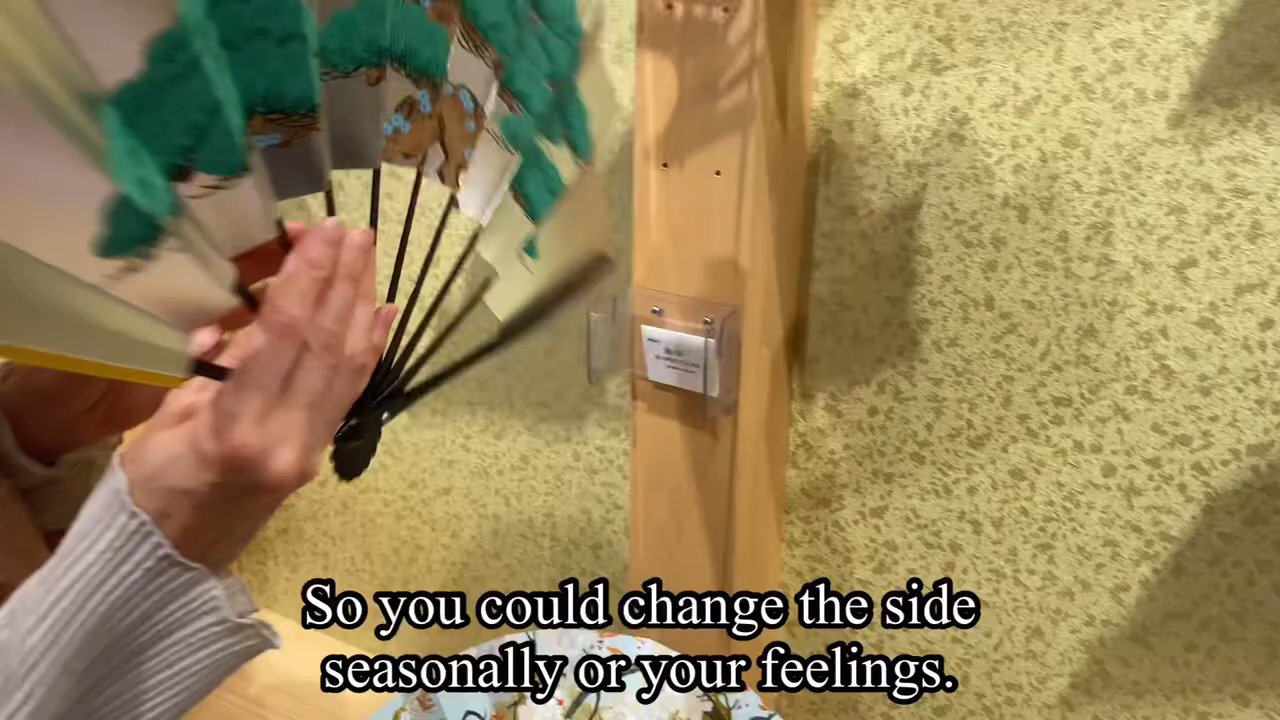 So you could change the side
seasonally or your feelings.